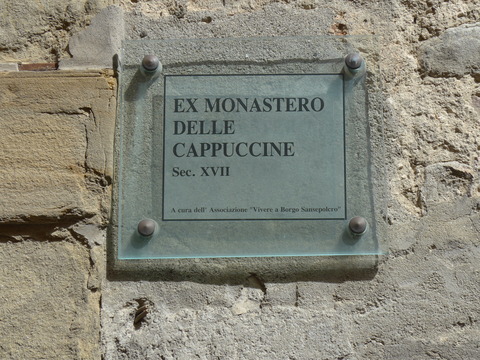 EX MONASTERO
DELLE
CAPPUCCINE
Sec. XVII
A cura dell' Associazione "Vivere a Borgo Sansepolcro"